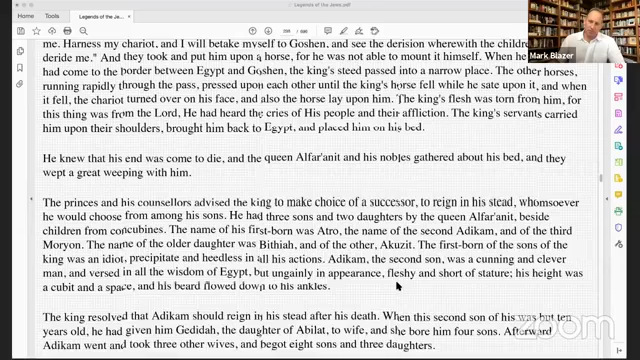 Legends of the Jews.pdf
Home Tools Legends of the Jews.pdf ×
me. Harness my chariot, and I will betake myself to Goshen, and see the derision wherewith the children
deride me." And they took and put him upon a horse, for he was not able to mount it himself. When he
had come to the border between Egypt and Goshen, the king's steed passed into a narrow place. The other horses,
running rapidly through the pass, pressed upon each other until the king's horse fell while he sate upon it, and when
it fell, the chariot turned over on his face, and also the horse lay upon him. The king's flesh was torn from him, for
this thing was from the Lord, He had heard the cries of His people and their affliction. The king's servants carried
him upon their shoulders, brought him back to Egypt, and placed him on his bed.
He knew that his end was come to die, and the queen Alfar'anit and his nobles gathered about his bed, and they
wept a great weeping with him.
The princes and his counsellors advised the king to make choice of a successor, to reign in his stead, whomsoever
he would choose from among his sons. He had three sons and two daughters by the queen Alfar'anit, beside
children from concubines. The name of his first-born was Atro, the name of the second Adikam, and of the third
Moryon. The name of the older daughter was Bithiah, and of the other, Akuzit. The first-born of the sons of the
king was an idiot, precipitate and heedless in all his actions. Adikam, the second son, was a cunning and clever
man, and versed in all the wisdom of Egypt, but ungainly in appearance, fleshy and short of stature; his height was
a cubit and a space, and his beard flowed down to his ankles.
The king resolved that Adikam should reign in his stead after his death. When this second son of his was but ten
years old, he had given him Gedidah, the daughter of Abilat, to wife, and she bore him four sons. Afterward
Adikam went and took three other wives, and begot eight sons and three daughters.
Mark Blazer
zoom